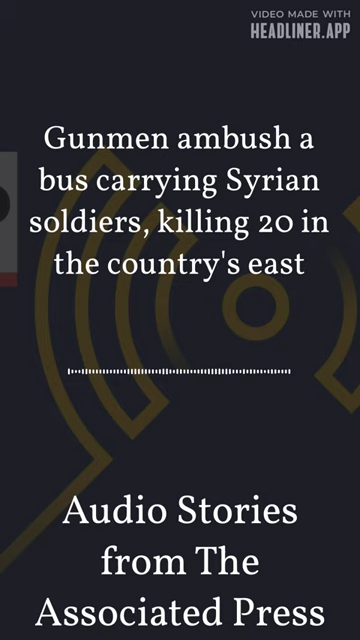 VIDEO MADE WITH
HEADLINER.APP
Gunmen ambush a
bus carrying Syrian
soldiers, killing 20 in
the country's east
Audio Stories
from The
Associated Press